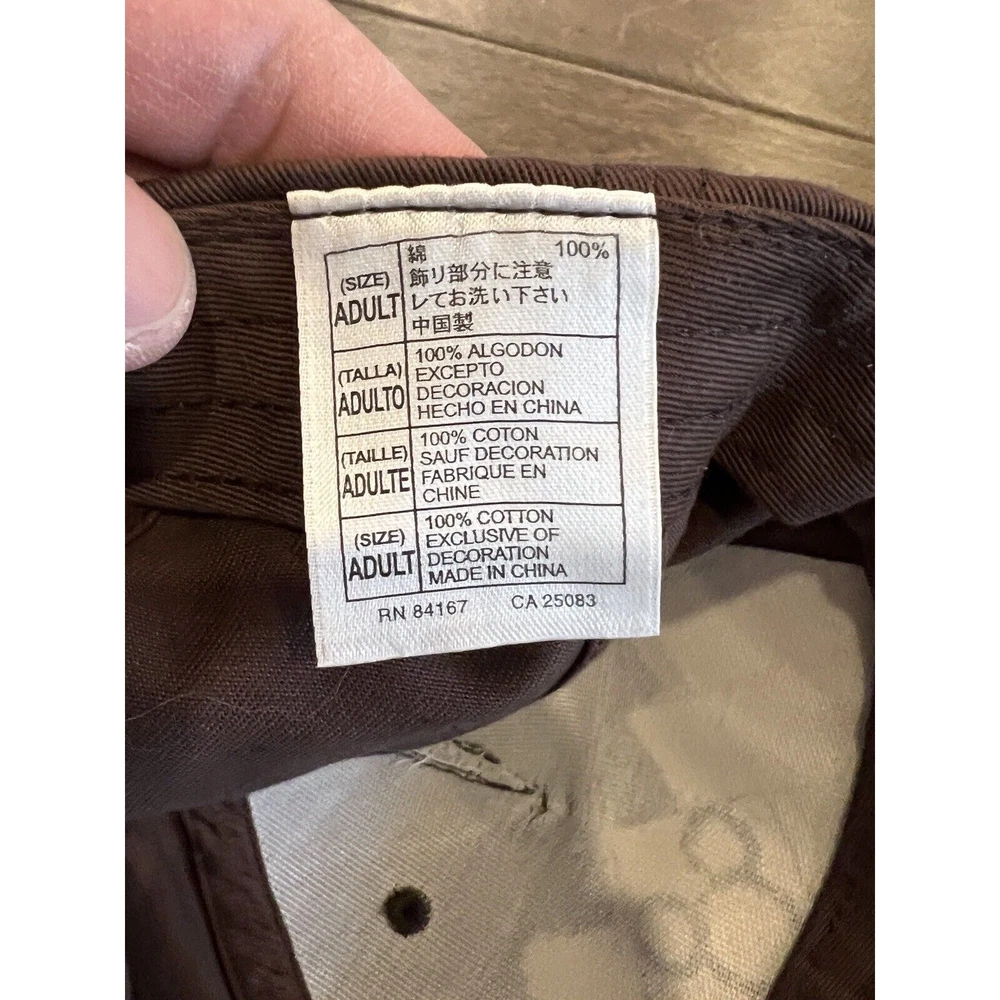 (SIZE)
ADULT
綿 100%
飾り部分に注意
レてお洗い下さい
中国製
(TALLA)
ADULTO
100% ALGODON
EXCEPTO
DECORACION
HECHO EN CHINA
(TAILLE)
ADULTE
100% COTON
SAUF DECORATION
FABRIQUE EN
CHINE
(SIZE)
ADULT
100% COTTON
EXCLUSIVE OF
DECORATION
MADE IN CHINA
RN 84167 CA 25083